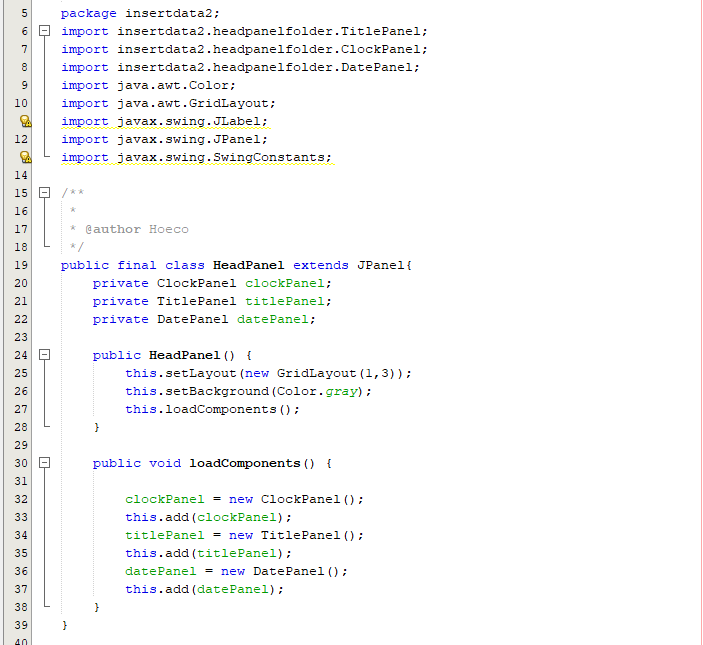 5 package insertdata2;
6 import insertdata2.headpanelfolder.TitlePanel;
7 import insertdata2.headpanelfolder.ClockPanel;
8 import insertdata2.headpanelfolder.DatePanel;
9 import java.awt.Color;
10 import java.awt.GridLayout;
import javax.swing.JLabel;
12 import javax.swing.JPanel;
import javax.swing.SwingConstants;
14
15 /**
16  *
17  * @author Hoeco
18  */
19 public final class HeadPanel extends JPanel{
20     private ClockPanel clockPanel;
21     private TitlePanel titlePanel;
22     private DatePanel datePanel;
23
24     public HeadPanel() {
25         this.setLayout(new GridLayout(1,3));
26         this.setBackground(Color.gray);
27         this.loadComponents();
28     }
29
30     public void loadComponents() {
31
32         clockPanel = new ClockPanel();
33         this.add(clockPanel);
34         titlePanel = new TitlePanel();
35         this.add(titlePanel);
36         datePanel = new DatePanel();
37         this.add(datePanel);
38     }
39 }
40